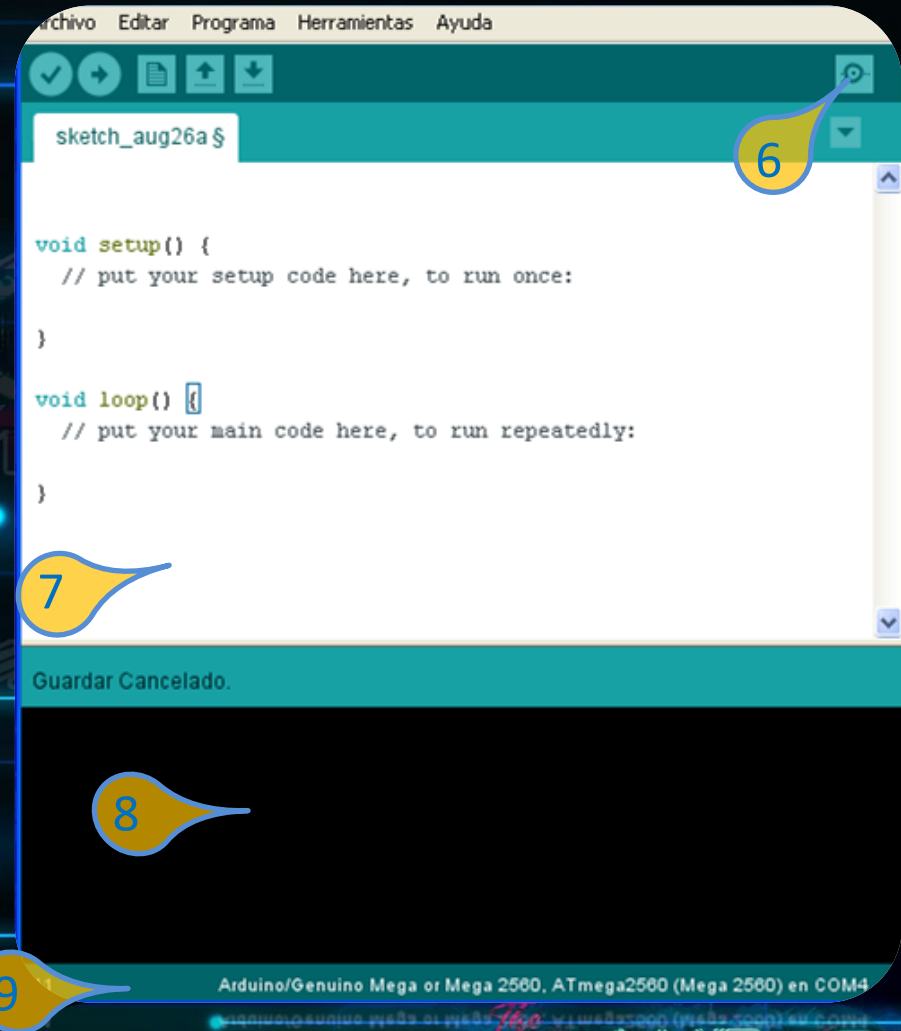 Archivo Editar Programa Herramientas Ayuda
sketch_aug26a §
6
void setup() {
// put your setup code here, to run once:
}
void loop() {
// put your main code here, to run repeatedly:
}
7
Guardar Cancelado.
8
9
Arduino/Genuino Mega or Mega 2560, ATmega2560 (Mega 2560) en COM4